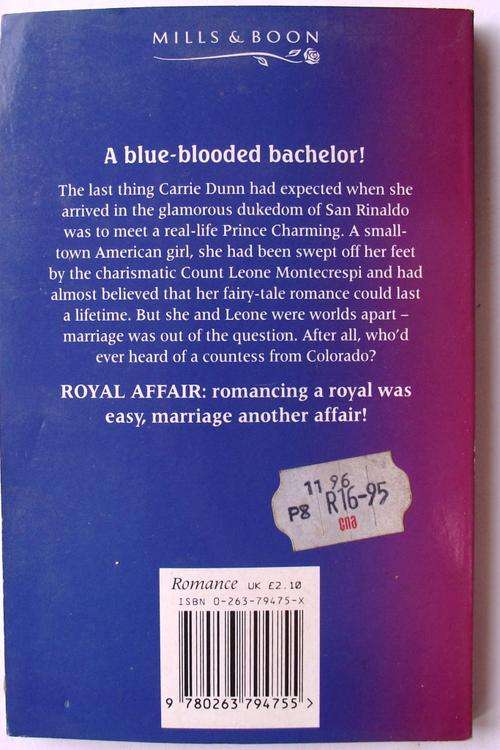 MILLS & BOON
A blue-blooded bachelor!
The last thing Carrie Dunn had expected when she
arrived in the glamorous dukedom of San Rinaldo
was to meet a real-life Prince Charming. A small-
town American girl, she had been swept off her feet
by the charismatic Count Leone Montecrespi and had
almost believed that her fairy-tale romance could last
a lifetime. But she and Leone were worlds apart –
marriage was out of the question. After all, who'd
ever heard of a countess from Colorado?
ROYAL AFFAIR: romancing a royal was
easy, marriage another affair!
11 96
P8 R16-95
cna
Romance UK £2.10
ISBN 0-263-79475-X
9 780263 794755 >